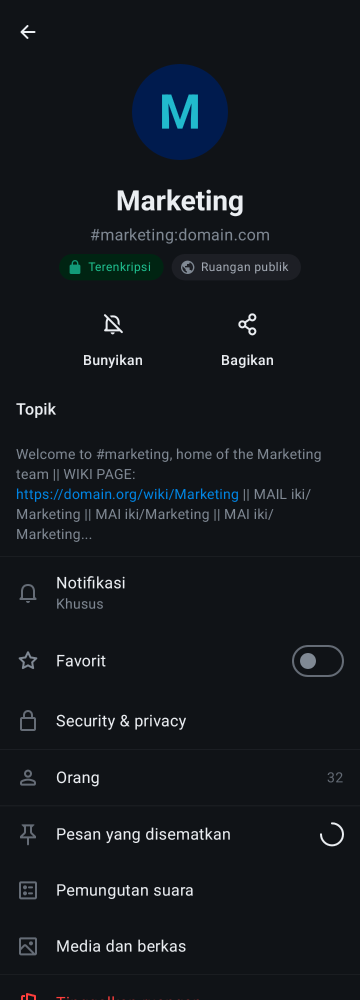 M
Marketing
#marketing:domain.com
Terenkripsi
Ruangan publik
Bunyikan
Bagikan
Topik
Welcome to #marketing, home of the Marketing
team || WIKI PAGE:
https://domain.org/wiki/Marketing || MAIL iki/
Marketing || MAI iki/Marketing || MAI iki/
Marketing...
Notifikasi
Khusus
Favorit
Security & privacy
Orang
32
Pesan yang disematkan
Pemungutan suara
Media dan berkas